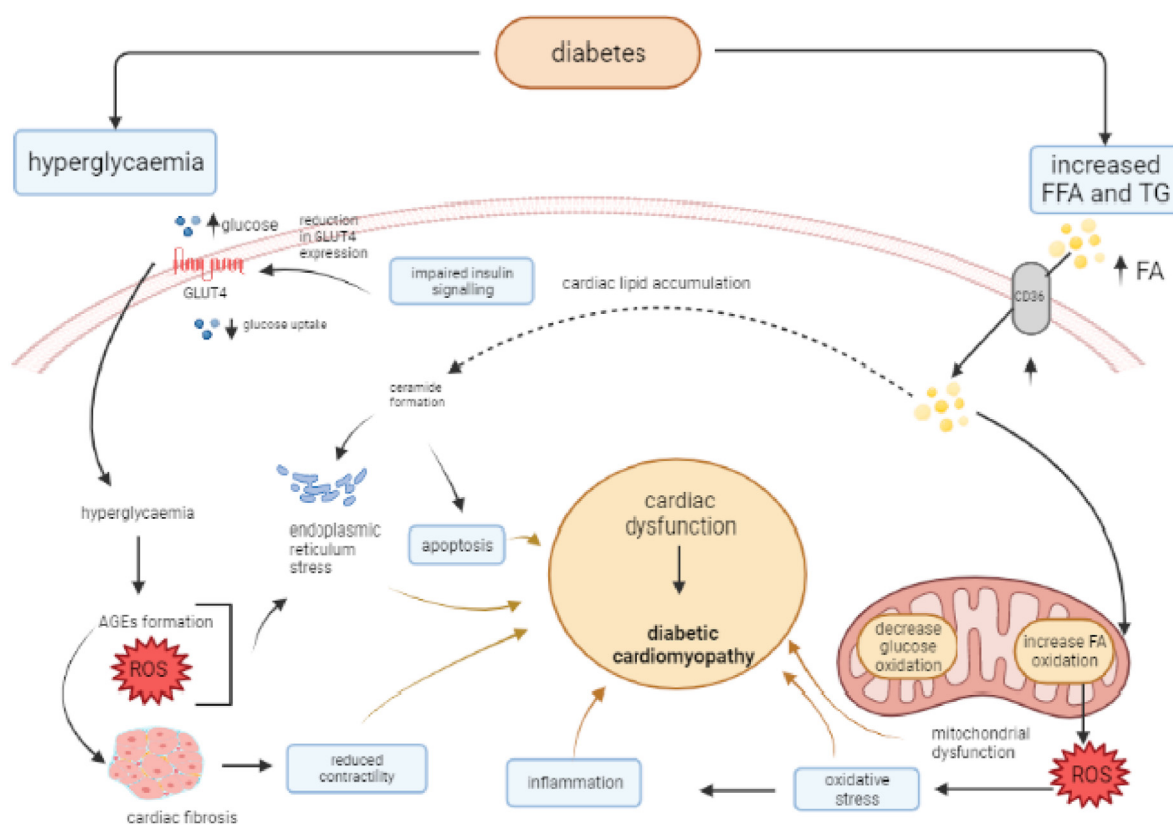 diabetes
hyperglycaemia
increased
FFA and TG
glucose
reduction
in GLUT4
expression
GLUT4
glucose uptake
impaired insulin
signalling
cardiac lipid accumulation
CD36
FA
ceramide
formation
hyperglycaemia
endoplasmic
reticulum
stress
apoptosis
cardiac
dysfunction
diabetic
cardiomyopathy
AGEs formation
ROS
decrease
glucose
oxidation
increase FA
oxidation
mitochondrial
dysfunction
reduced
contractility
inflammation
oxidative
stress
ROS
cardiac fibrosis